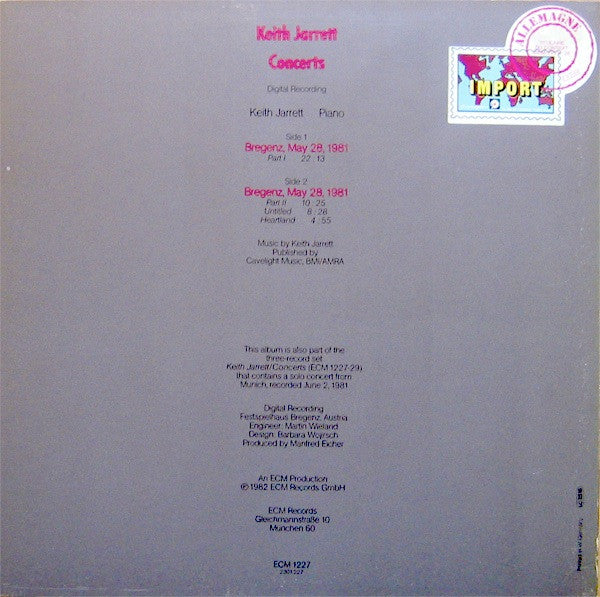 Keith Jarrett
Concerts
Digital Recording
Keith Jarrett Piano
Side 1
Bregenz, May 28, 1981
Part I 22:13
Side 2
Bregenz, May 28, 1981
Part II 10:25
Untitled 8:28
Heartland 4:55
Music by Keith Jarrett
Published by
Cavelight Music, BMI/AMRA
This album is also part of the
three-record set
Keith Jarrett/Concerts (ECM 1227-29)
that contains a solo concert from
Munich, recorded June 2, 1981
Digital Recording
Festspielhaus Bregenz, Austria
Engineer: Martin Wieland
Design: Barbara Wojirsch
Produced by Manfred Eicher
An ECM Production
℗ 1982 ECM Records GmbH
ECM Records
Gleichmannstraße 10
München 60
ECM 1227
2301 227
ALLEMAGNE
IMPORT
Printed in W. Germany